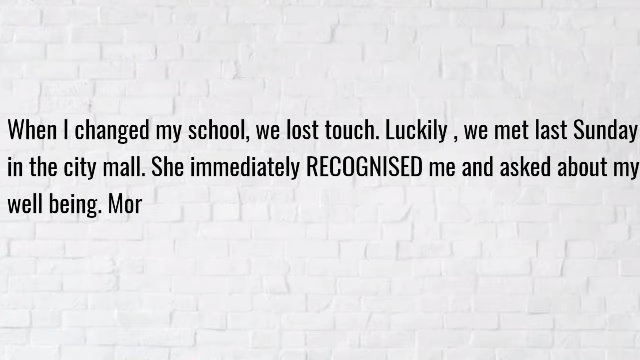 When I changed my school, we lost touch. Luckily , we met last Sunday
in the city mall. She immediately RECOGNISED me and asked about my
well being. Mor